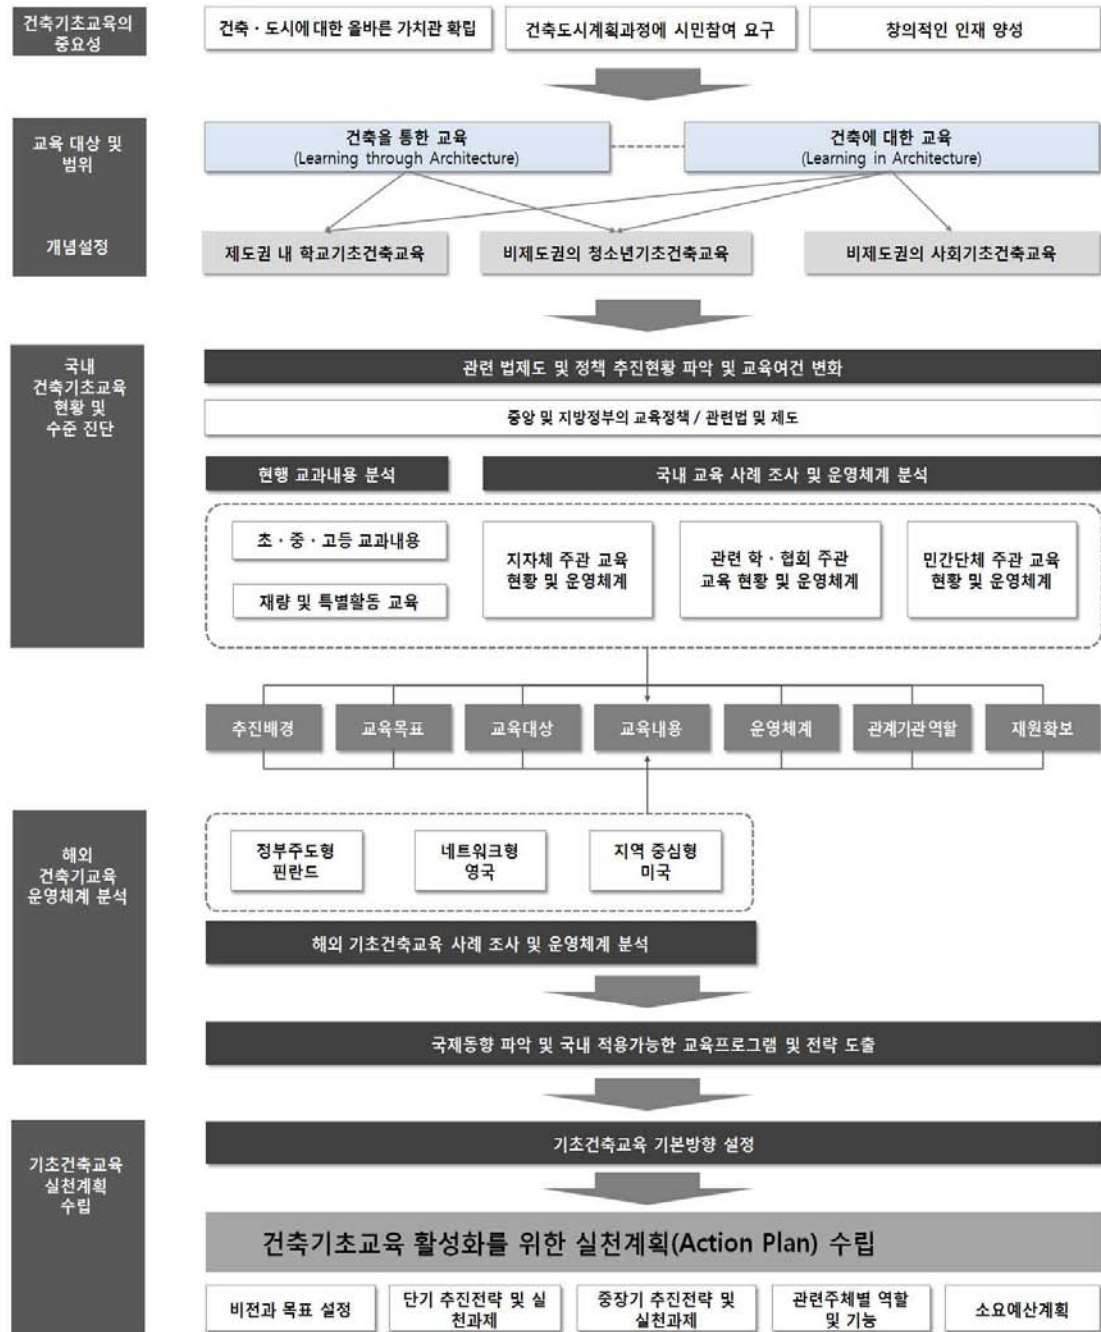 건축기초교육의
중요성
건축 · 도시에 대한 올바른 가치관 확립
건축도시계획과정에 시민참여 요구
창의적인 인재 양성
교육 대상 및
범위
개념설정
건축을 통한 교육
(Learning through Architecture)
건축에 대한 교육
(Learning in Architecture)
제도권 내 학교기초건축교육
비제도권의 청소년기초건축교육
비제도권의 사회기초건축교육
국내
건축기초교육
현황 및
수준 진단
관련 법제도 및 정책 추진현황 파악 및 교육여건 변화
중앙 및 지방정부의 교육정책 / 관련법 및 제도
현행 교과내용 분석
국내 교육 사례 조사 및 운영체계 분석
초 · 중 · 고등 교과내용
재량 및 특별활동 교육
지자체 주관 교육
현황 및 운영체계
관련 학 · 협회 주관
교육 현황 및 운영체계
민간단체 주관 교육
현황 및 운영체계
추진배경
교육목표
교육대상
교육내용
운영체계
관계기관역할
재원확보
해외
건축기교육
운영체계 분석
정부주도형
핀란드
네트워크형
영국
지역 중심형
미국
해외 기초건축교육 사례 조사 및 운영체계 분석
국제동향 파악 및 국내 적용가능한 교육프로그램 및 전략 도출
기초건축교육
실천계획
수립
기초건축교육 기본방향 설정
건축기초교육 활성화를 위한 실천계획(Action Plan) 수립
비전과 목표 설정
단기 추진전략 및 실
천과제
중장기 추진전략 및
실천과제
관련주체별 역할
및 기능
소요예산계획